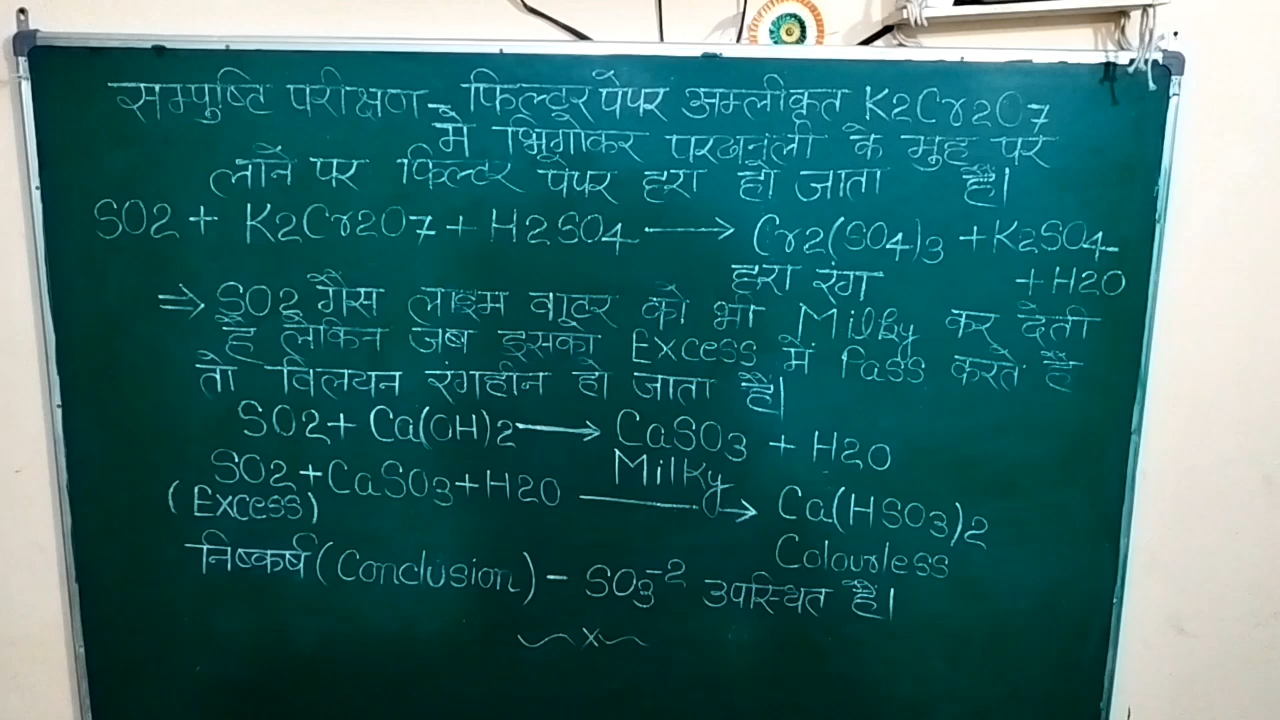 सम्पुष्टि परीक्षण - फिल्टर पेपर अम्लीकृत K2Cr2O7
में भिगोकर परखनली के मुह पर
लाने पर फिल्टर पेपर हरा हो जाता है।
SO2 + K2Cr2O7 + H2SO4 ⟶ Cr2(SO4)3 + K2SO4
हरा रंग + H2O
⇒ SO2 गैस लाइम वाटर को भी Milky कर देती
है लेकिन जब इसको Excess में Pass करते है
तो विलयन रंगहीन हो जाता है।
SO2 + Ca(OH)2 ⟶ CaSO3 + H2O
Milky
SO2 + CaSO3 + H2O ⟶ Ca(HSO3)2
(Excess) Colourless
निष्कर्ष (Conclusion) - SO3⁻² उपस्थित है।
~x~